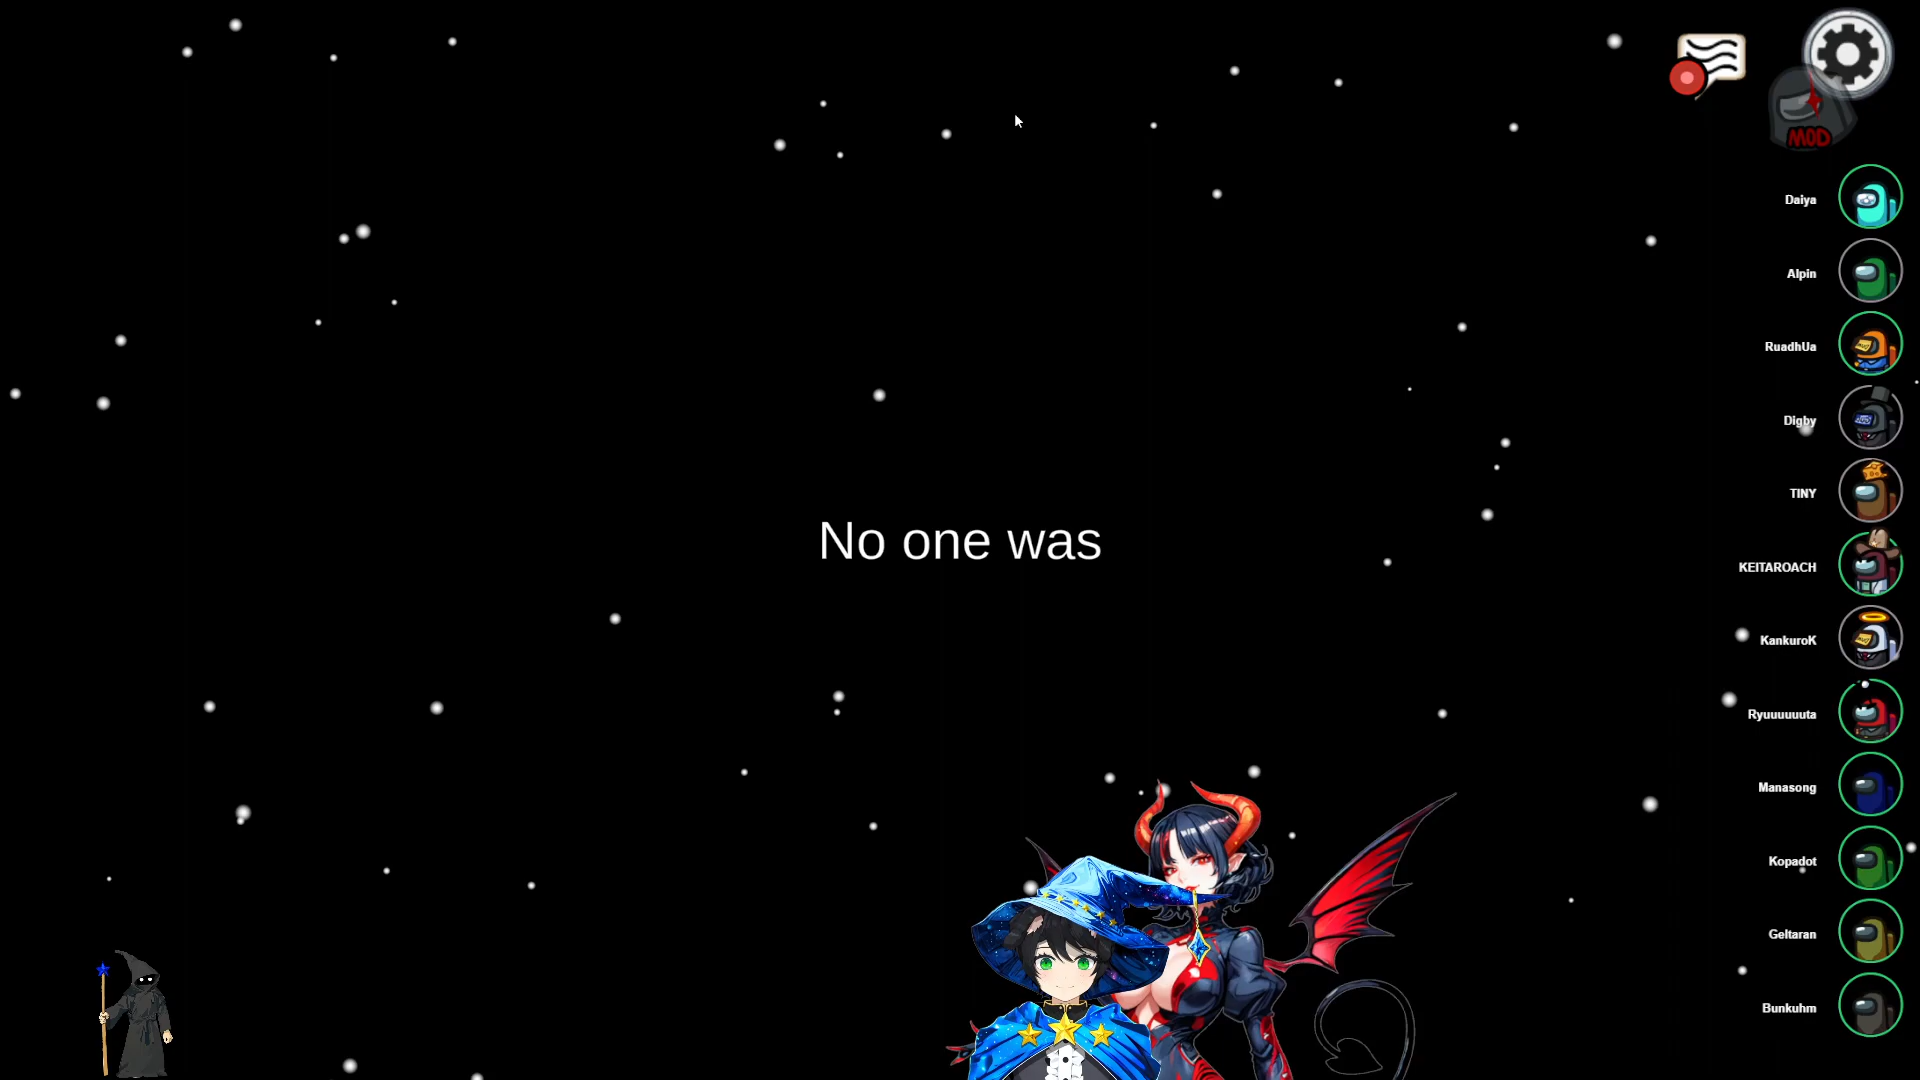 MOD
Daiya
Alpin
RuadhUa
Digby
TINY
No one was
KEITAROACH
KankuroK
Ryuuuuuuta
Manasong
Kopadot
Geltaran
Bunkuhm